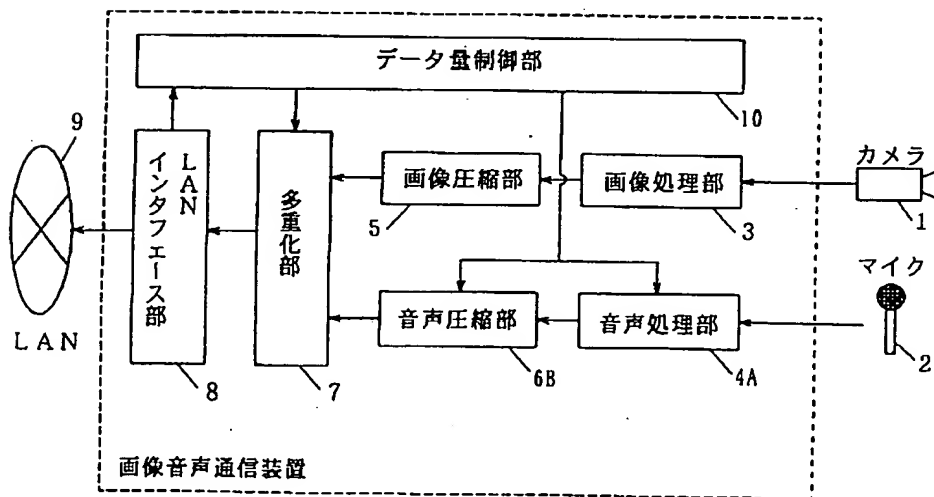 データ量制御部
10
9
LAN
インタフェース部
LAN
8
多重化部
7
画像圧縮部
5
画像処理部
3
カメラ
1
音声圧縮部
6B
音声処理部
4A
マイク
2
画像音声通信装置